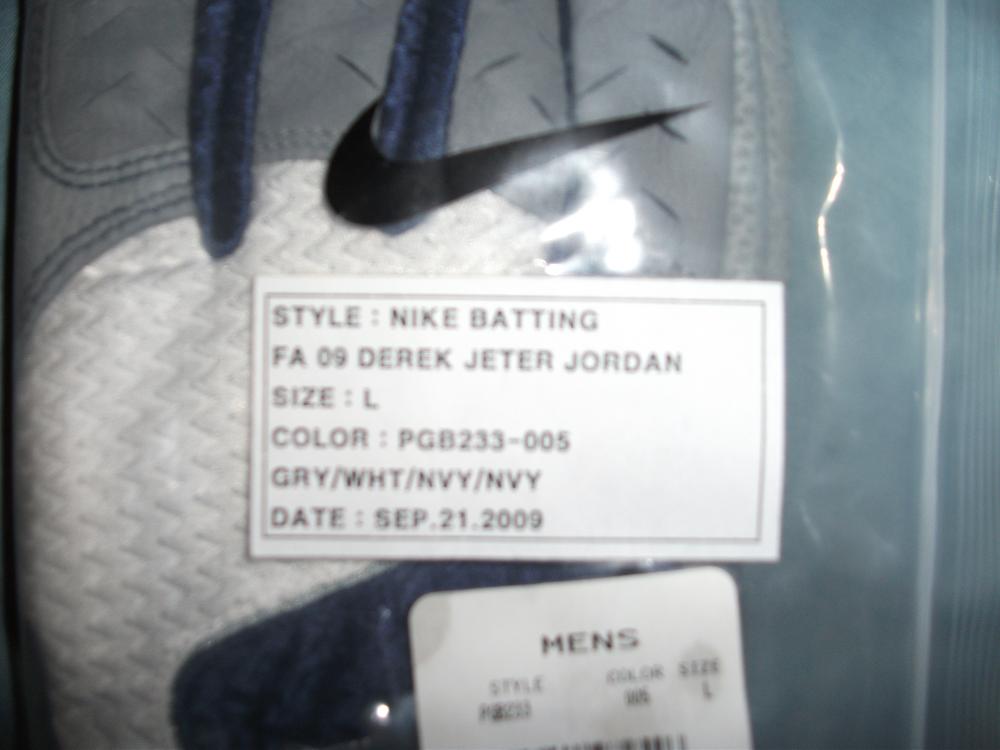 STYLE : NIKE BATTING
FA 09 DEREK JETER JORDAN
SIZE : L
COLOR : PGB233-005
GRY/WHT/NVY/NVY
DATE : SEP.21.2009
MENS
STYLE COLOR SIZE
PGB233 005 L